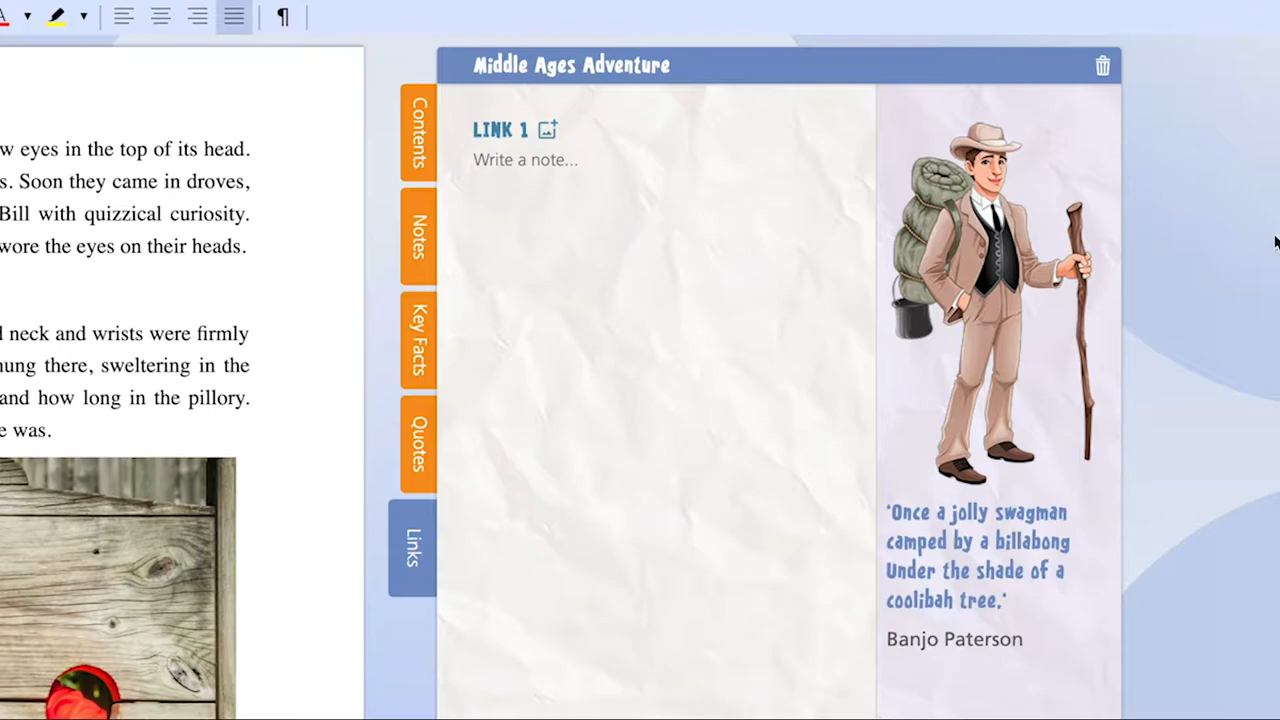 w eyes in the top of its head.
s. Soon they came in droves,
Bill with quizzical curiosity.
wore the eyes on their heads.
d neck and wrists were firmly
hung there, sweltering in the
and how long in the pillory.
e was.
Middle Ages Adventure
Contents
Notes
Key Facts
Quotes
Links
LINK 1
Write a note...
'Once a jolly swagman
camped by a billabong
Under the shade of a
coolibah tree.'
Banjo Paterson